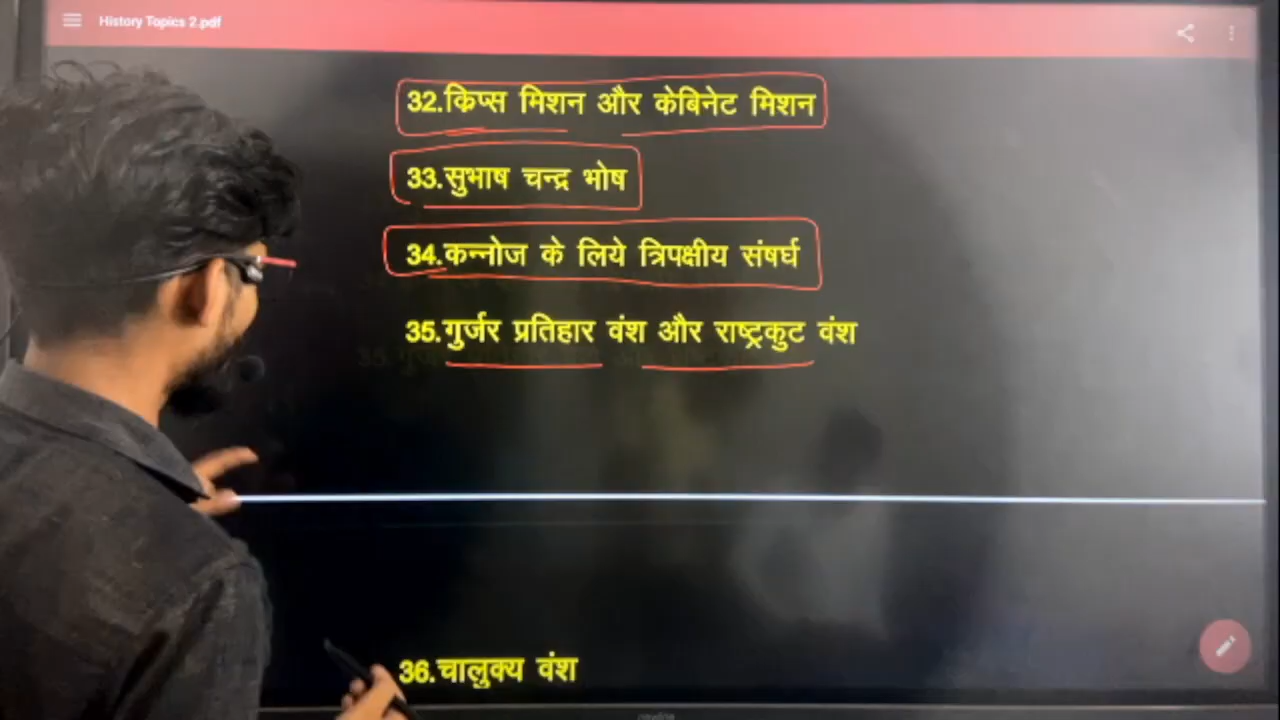 History Topics 2.pdf
32.क्रिप्स मिशन और केबिनेट मिशन
33.सुभाष चन्द्र भोष
34.कन्नोज के लिये त्रिपक्षीय संषर्घ
35.गुर्जर प्रतिहार वंश और राष्ट्रकुट वंश
36.चालुक्य वंश